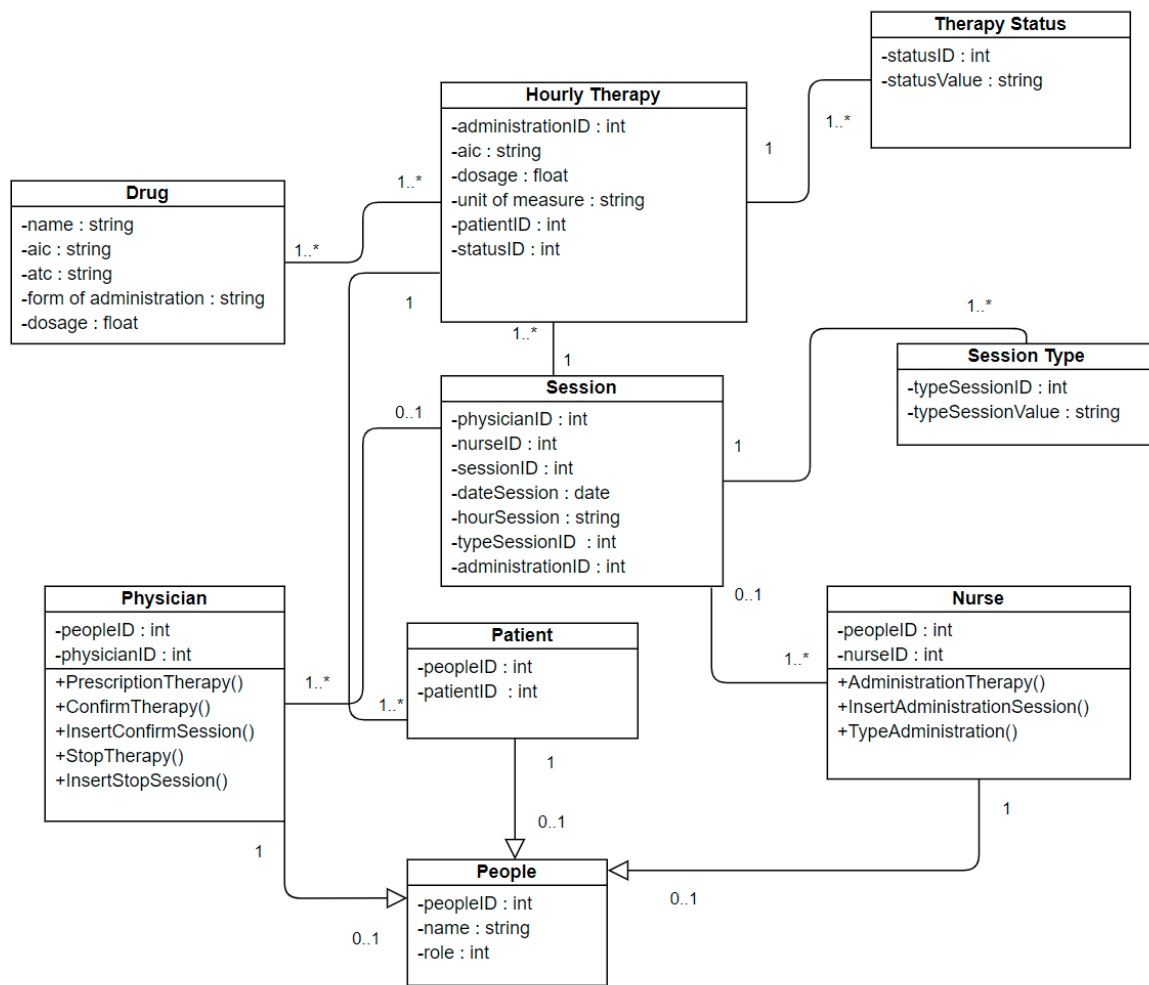 Therapy Status
-statusID : int
-statusValue : string
1..*
Hourly Therapy
-administrationID : int
-aic : string
-dosage : float
-unit of measure : string
-patientID : int
-statusID : int
1
1..*
Drug
-name : string
-aic : string
-atc : string
-form of administration : string
-dosage : float
1..*
1
1..*
1
1..*
Session Type
-typeSessionID : int
-typeSessionValue : string
Session
-physicianID : int
-nurseID : int
-sessionID : int
-dateSession : date
-hourSession : string
-typeSessionID : int
-administrationID : int
0..1
1
0..1
Physician
-peopleID : int
-physicianID : int
+PrescriptionTherapy()
+ConfirmTherapy()
+InsertConfirmSession()
+StopTherapy()
+InsertStopSession()
1..*
1..*
Patient
-peopleID : int
-patientID : int
1..*
Nurse
-peopleID : int
-nurseID : int
+AdministrationTherapy()
+InsertAdministrationSession()
+TypeAdministration()
1
1
1
0..1
0..1
0..1
People
-peopleID : int
-name : string
-role : int